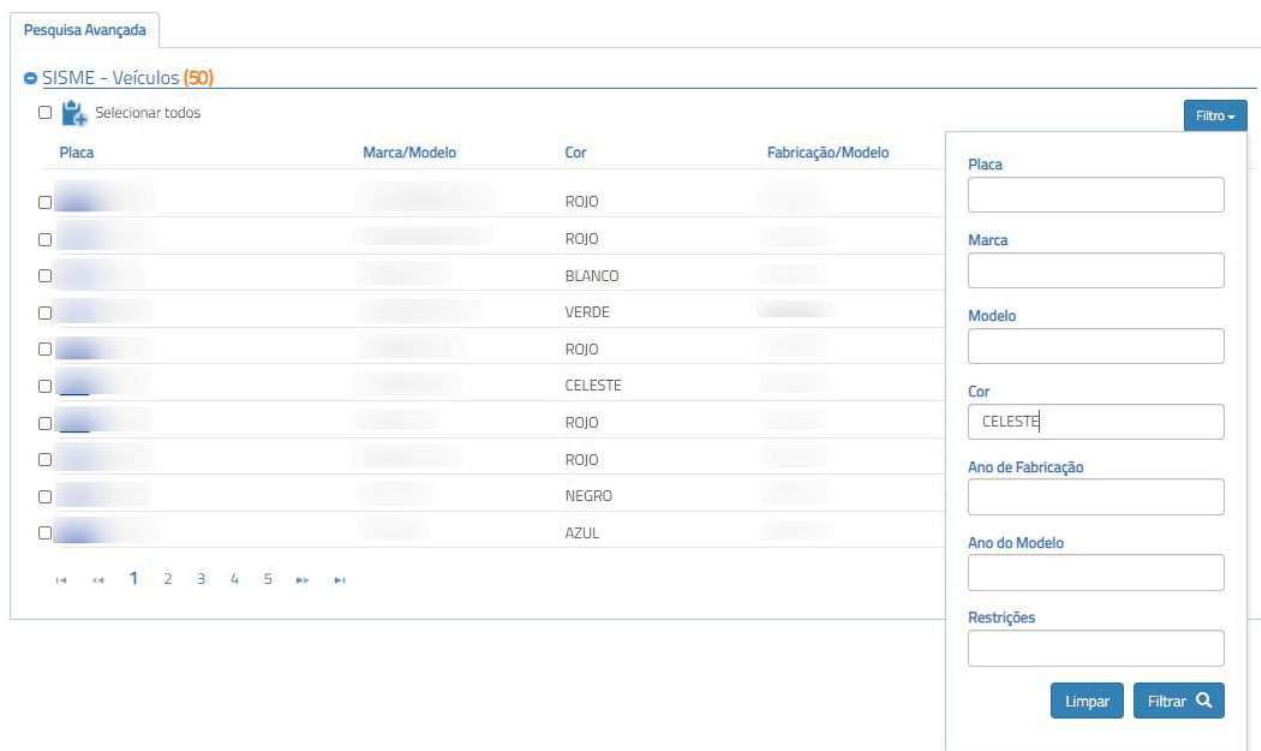 Pesquisa Avançada
SISME - Veículos (50)
Selecionar todos
Filtro
Placa Marca/Modelo Cor Fabricação/Modelo
ROJO
ROJO
BLANCO
VERDE
ROJO
CELESTE
ROJO
ROJO
NEGRO
AZUL
1 2 3 4 5
Placa
Marca
Modelo
Cor
CELESTE
Ano de Fabricação
Ano do Modelo
Restrições
Limpar Filtrar